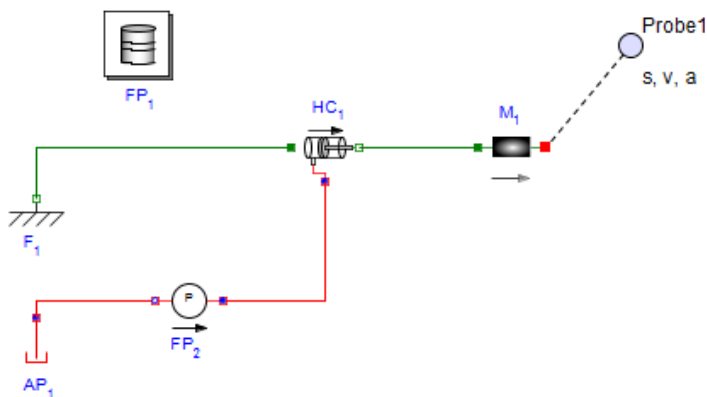 Probe1
s, v, a
FP1
HC1
M1
F1
P
FP2
AP1